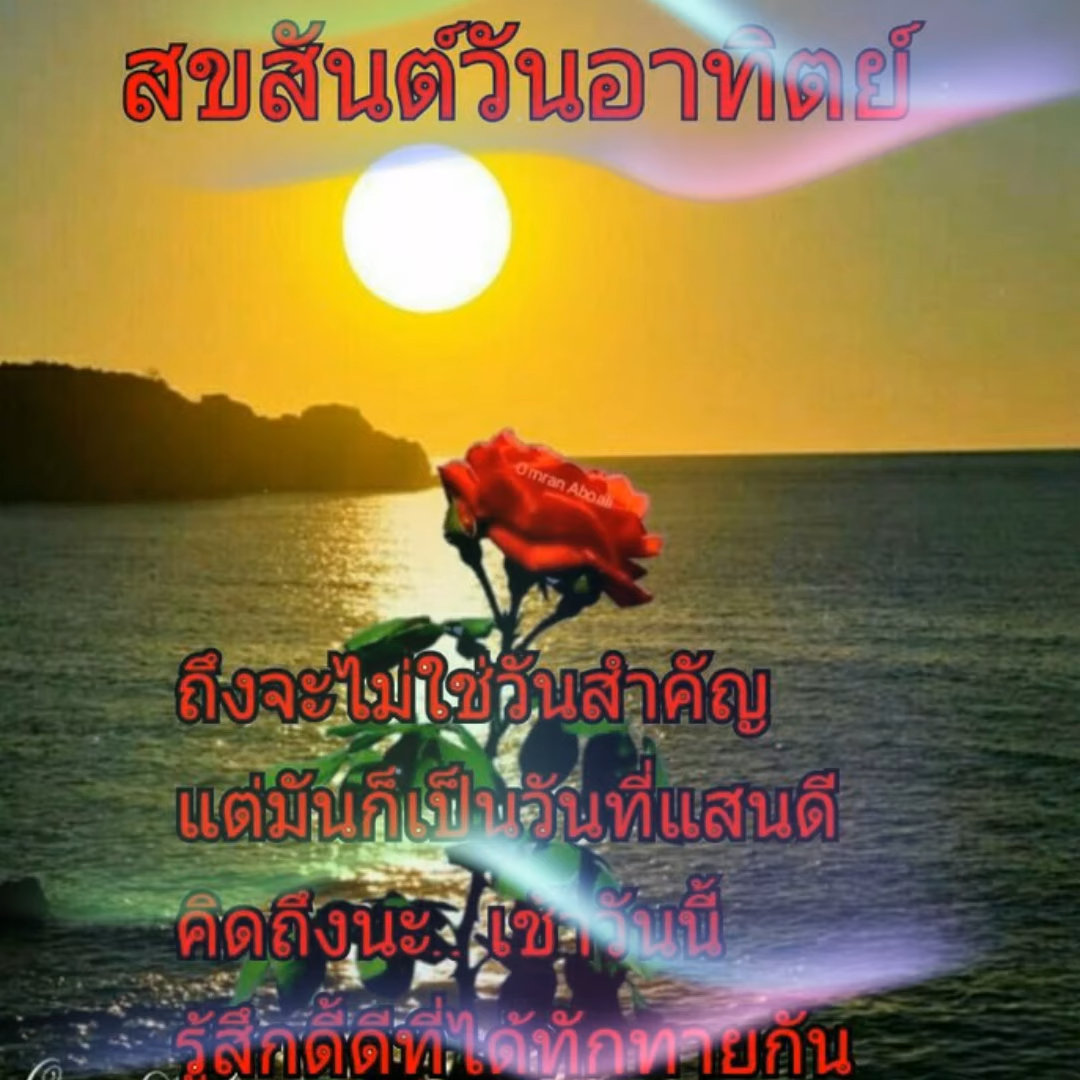 สขสันต์วันอาทิตย์
Omran Aboali
ถึงจะไม่ใช่วันสำคัญ
แต่มันก็เป็นวันที่แสนดี
คิดถึงนะ.. เช้าวันนี้
รู้สึกดี้ดีที่ได้ทักทายกัน